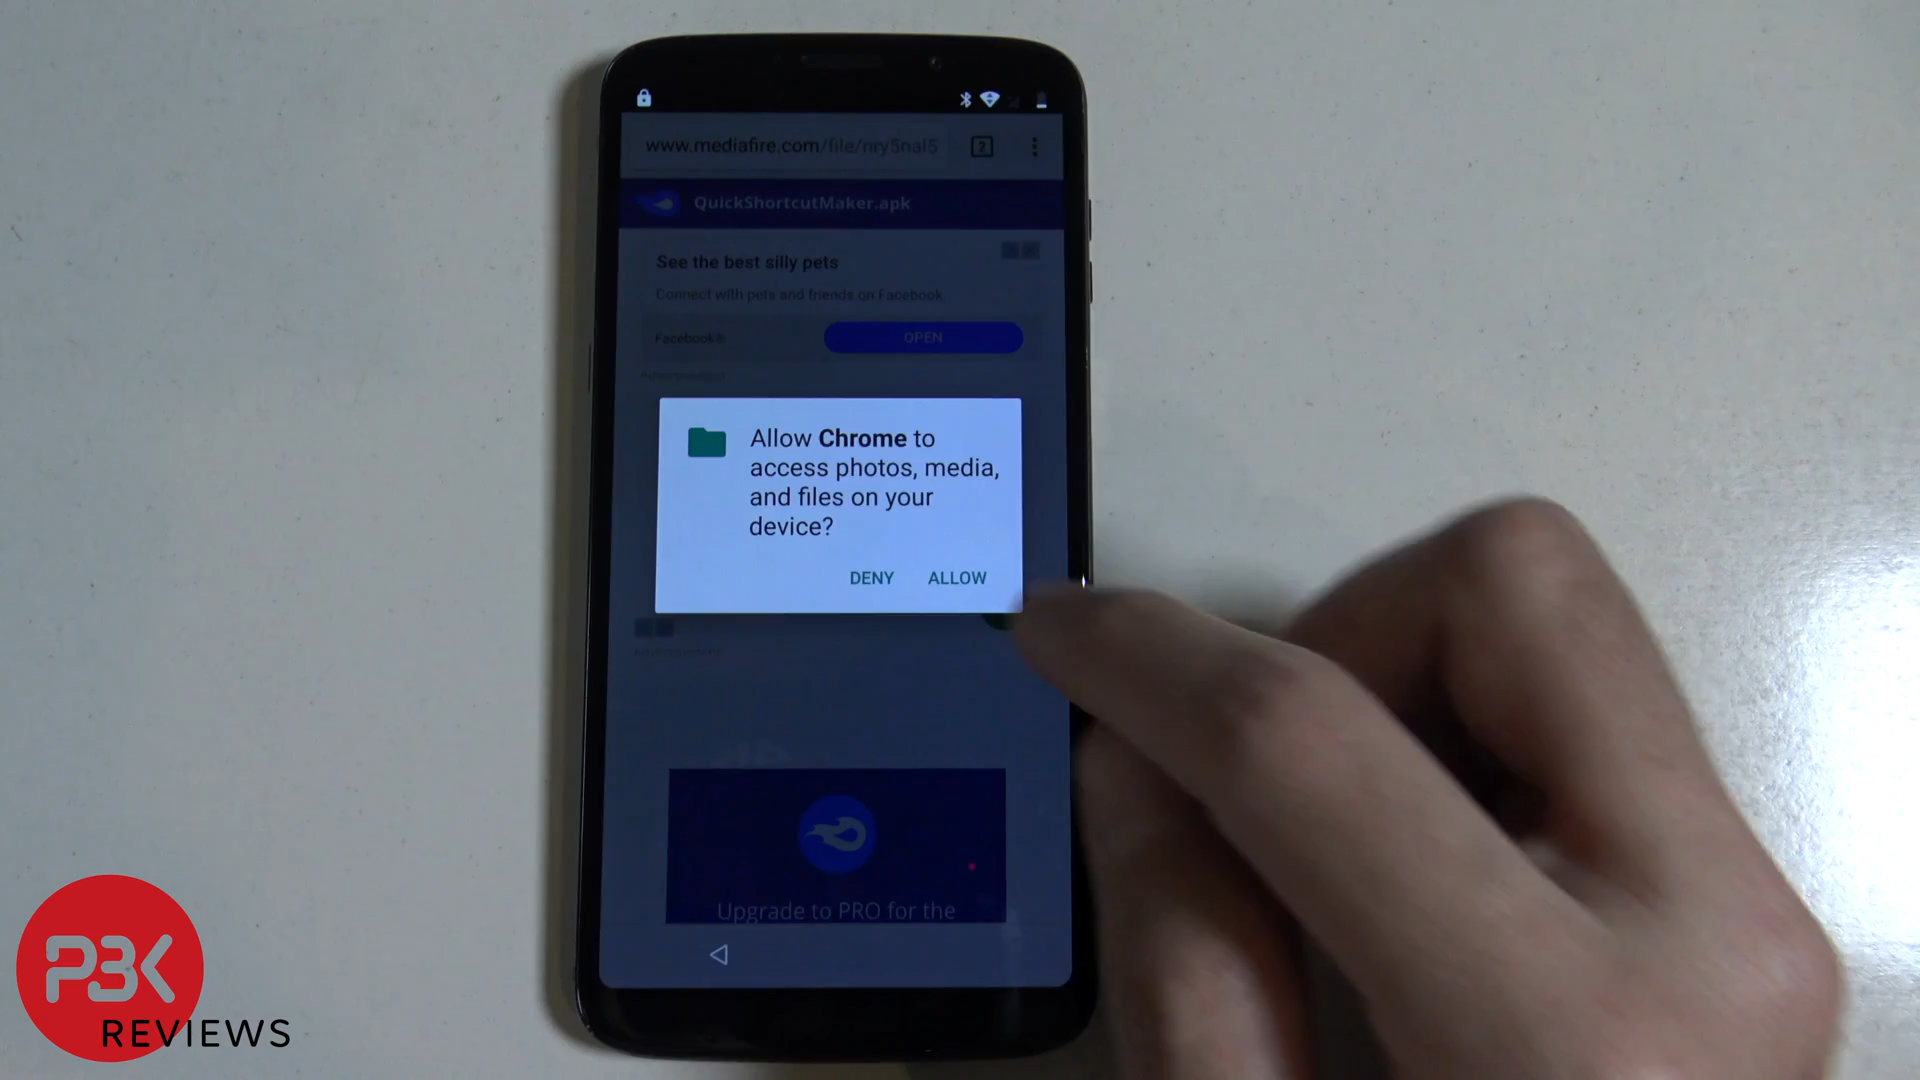 www.mediafire.com/file/nry5nal5
2
QuickShortcutMaker.apk
See the best silly pets
Connect with pets and friends on Facebook
Facebook®
OPEN
Allow Chrome to
access photos, media,
and files on your
device?
DENY ALLOW
Upgrade to PRO for the
P3K
REVIEWS